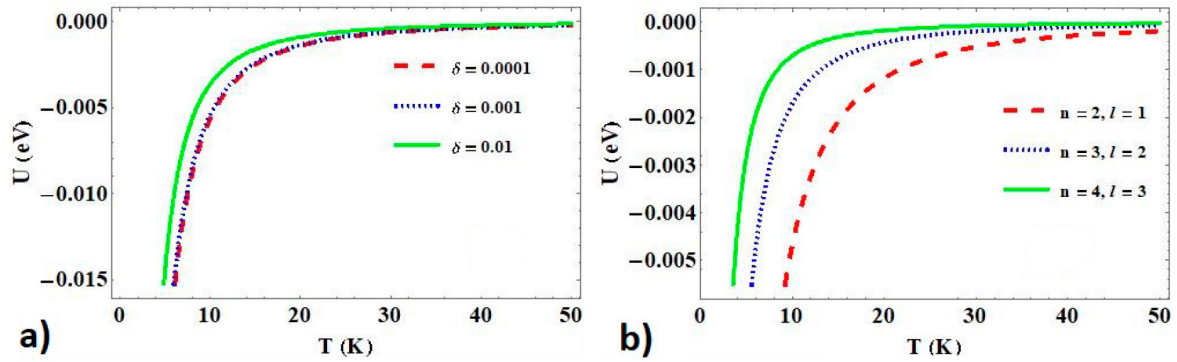 0.000
−0.005
−0.010
−0.015
U (eV)
δ = 0.0001
δ = 0.001
δ = 0.01
0 10 20 30 40 50
T (K)
a)
0.000
−0.001
−0.002
−0.003
−0.004
−0.005
U (eV)
n = 2, l = 1
n = 3, l = 2
n = 4, l = 3
0 10 20 30 40 50
T (K)
b)